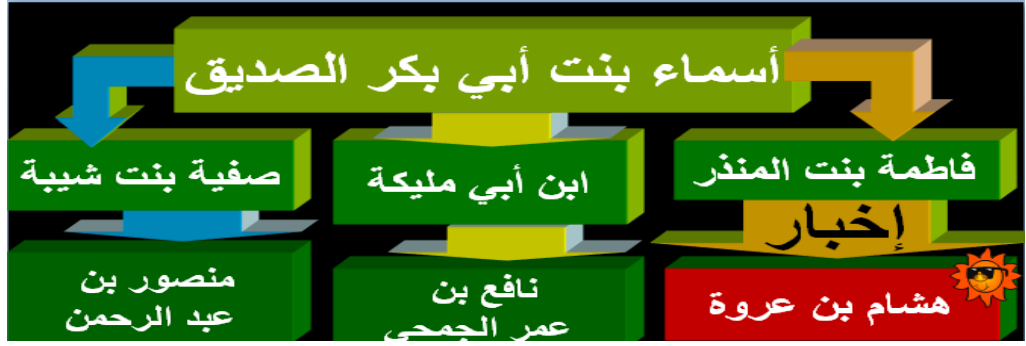 أسماء بنت أبي بكر الصديق
فاطمة بنت المنذر
ابن أبي مليكة
صفية بنت شيبة
إخبار
هشام بن عروة
نافع بن
عمر الجمحي
منصور بن
عبد الرحمن